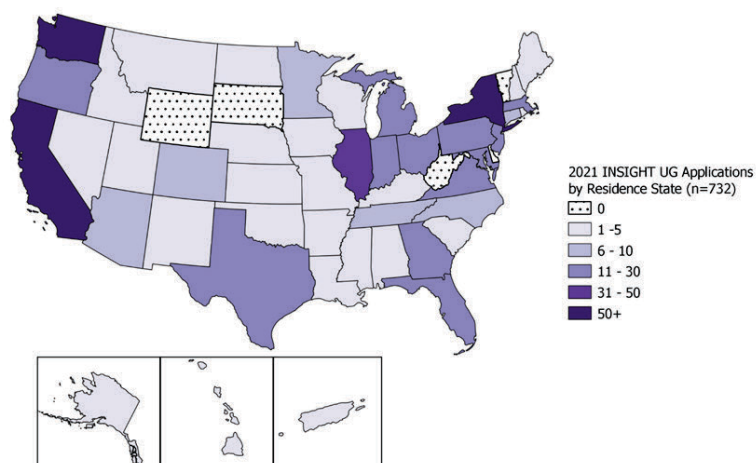 2021 INSIGHT UG Applications
by Residence State (n=732)
0
1 -5
6 - 10
11 - 30
31 - 50
50+